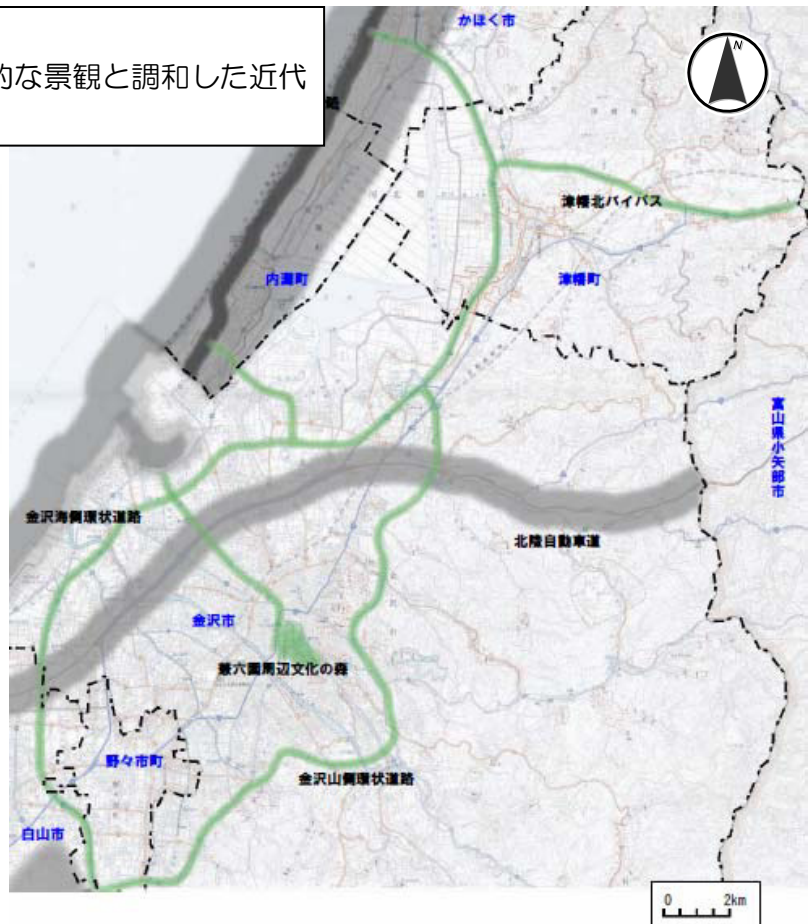 的な景観と調和した近代
かほく市
N
津幡北バイパス
内灘町
津幡町
富山県小矢部市
金沢海側環状道路
北陸自動車道
金沢市
兼六園周辺文化の森
野々市町
金沢山側環状道路
白山市
0 2km